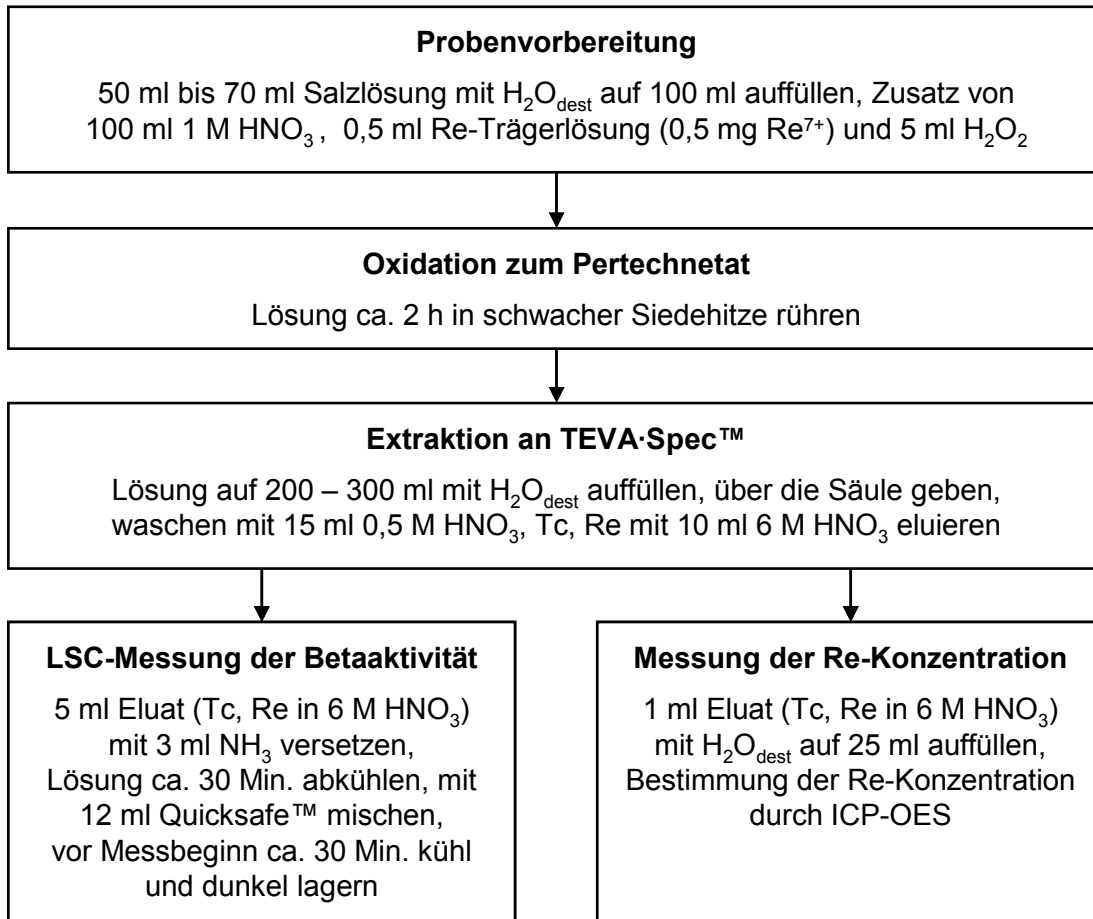 Probenvorbereitung
50 ml bis 70 ml Salzlösung mit H₂O_dest auf 100 ml auffüllen, Zusatz von
100 ml 1 M HNO₃ , 0,5 ml Re-Trägerlösung (0,5 mg Re⁷⁺) und 5 ml H₂O₂
Oxidation zum Pertechnetat
Lösung ca. 2 h in schwacher Siedehitze rühren
Extraktion an TEVA·Spec™
Lösung auf 200 – 300 ml mit H₂O_dest auffüllen, über die Säule geben,
waschen mit 15 ml 0,5 M HNO₃, Tc, Re mit 10 ml 6 M HNO₃ eluieren
LSC-Messung der Betaaktivität
5 ml Eluat (Tc, Re in 6 M HNO₃)
mit 3 ml NH₃ versetzen,
Lösung ca. 30 Min. abkühlen, mit
12 ml Quicksafe™ mischen,
vor Messbeginn ca. 30 Min. kühl
und dunkel lagern
Messung der Re-Konzentration
1 ml Eluat (Tc, Re in 6 M HNO₃)
mit H₂O_dest auf 25 ml auffüllen,
Bestimmung der Re-Konzentration
durch ICP-OES